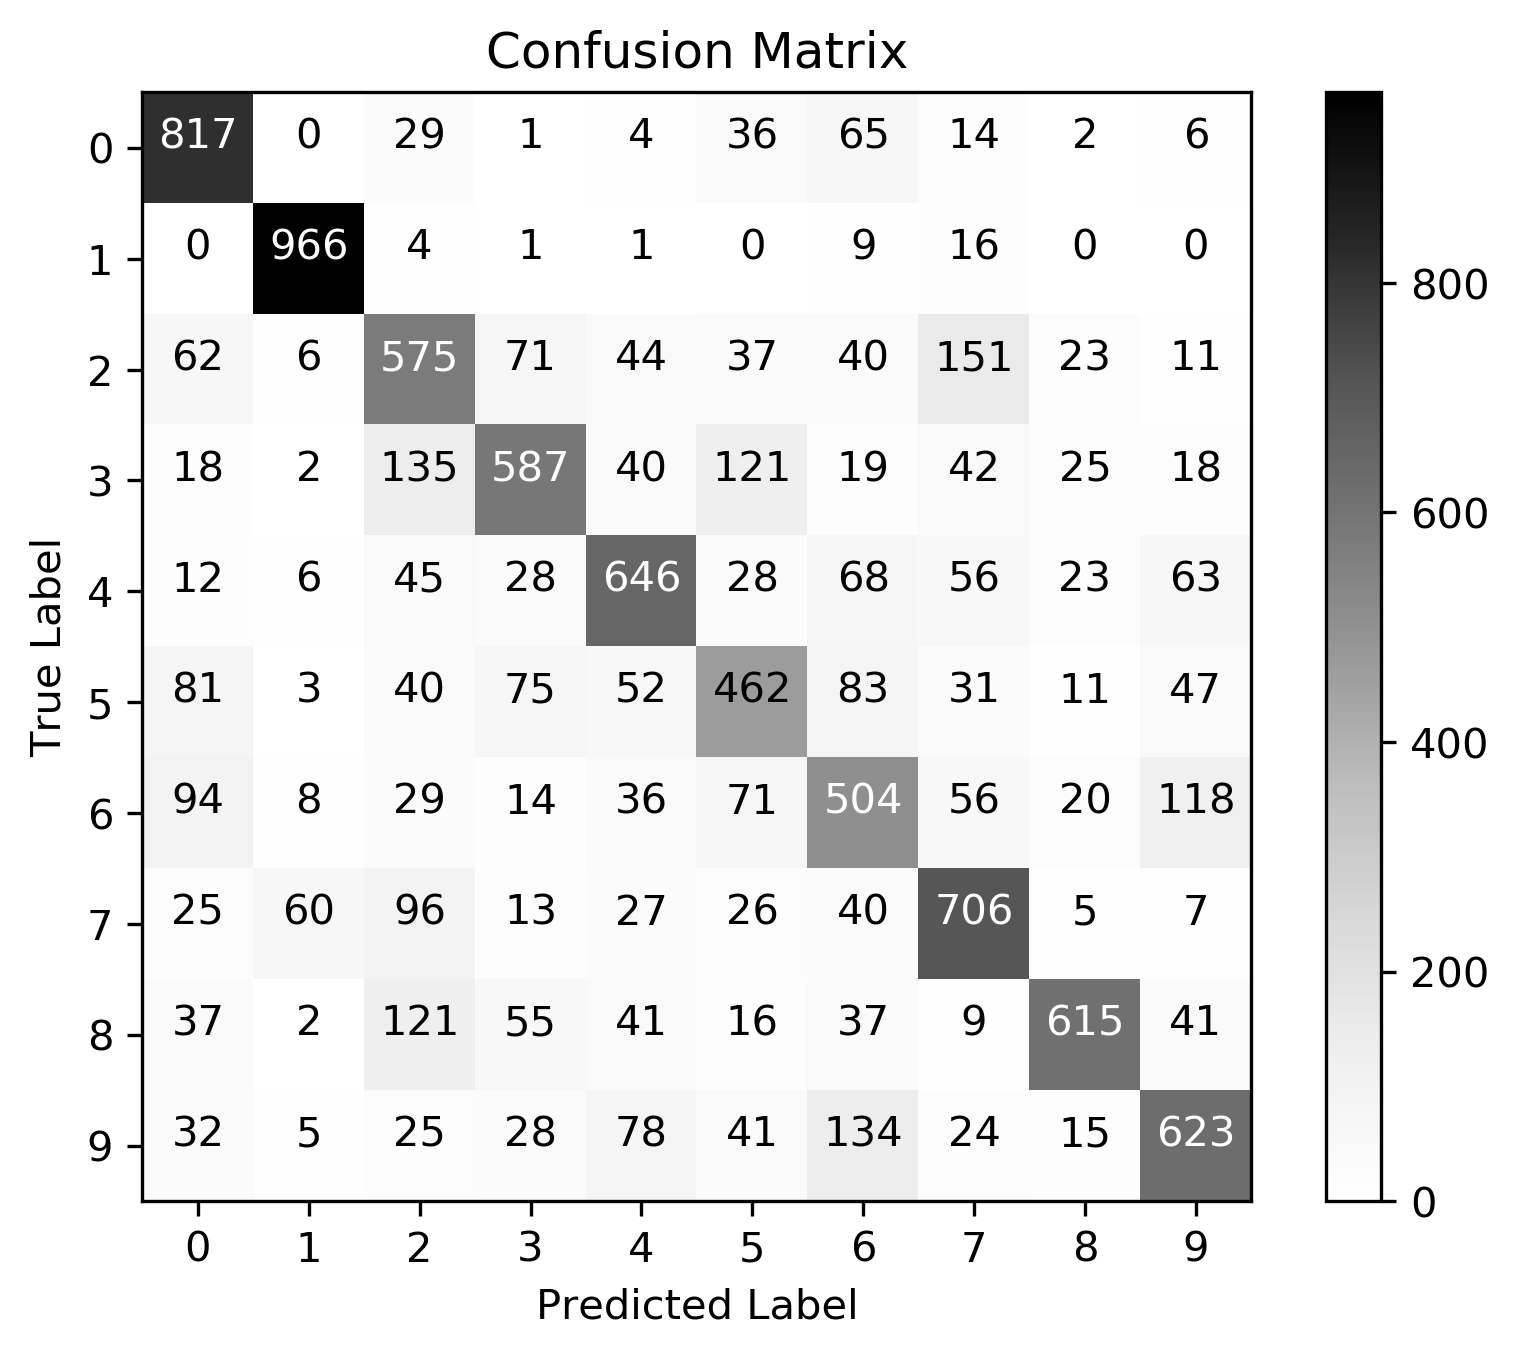 Confusion Matrix
0 817 0 29 1 4 36 65 14 2 6
1 0 966 4 1 1 0 9 16 0 0
2 62 6 575 71 44 37 40 151 23 11
3 18 2 135 587 40 121 19 42 25 18
4 12 6 45 28 646 28 68 56 23 63
5 81 3 40 75 52 462 83 31 11 47
6 94 8 29 14 36 71 504 56 20 118
7 25 60 96 13 27 26 40 706 5 7
8 37 2 121 55 41 16 37 9 615 41
9 32 5 25 28 78 41 134 24 15 623
0 1 2 3 4 5 6 7 8 9
Predicted Label
True Label
800
600
400
200
0